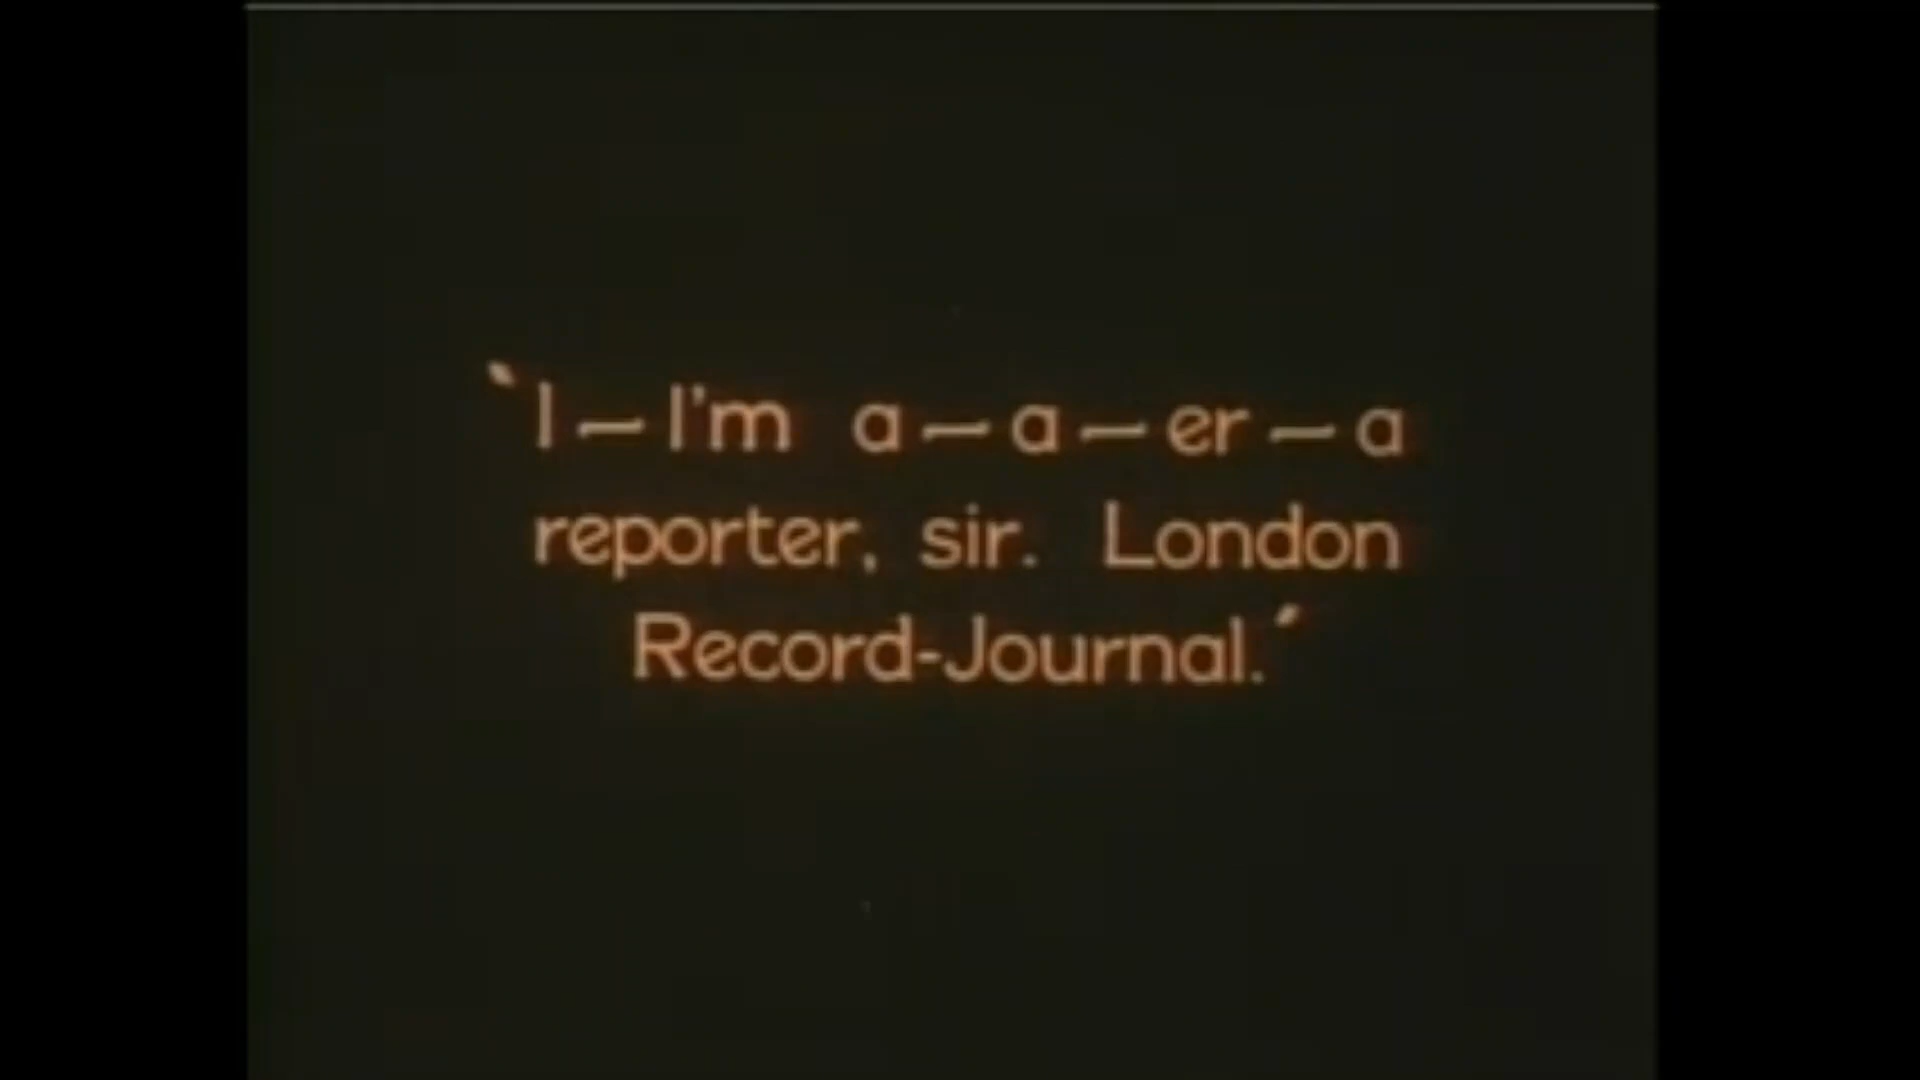 ‵I—I'm a—a—er—a
reporter, sir. London
Record-Journal.′